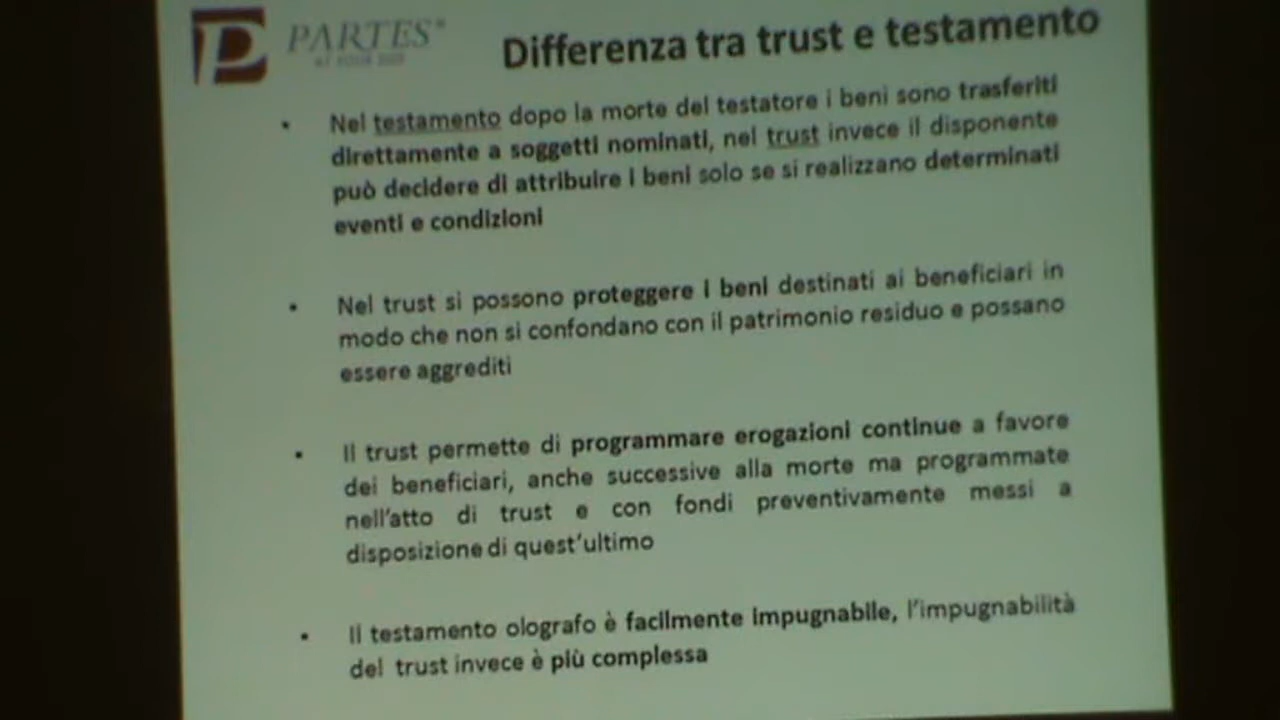 PARTES®
Differenza tra trust e testamento
• Nel testamento dopo la morte del testatore i beni sono trasferiti
direttamente a soggetti nominati, nel trust invece il disponente
può decidere di attribuire i beni solo se si realizzano determinati
eventi e condizioni
• Nel trust si possono proteggere i beni destinati ai beneficiari in
modo che non si confondano con il patrimonio residuo e possano
essere aggrediti
• Il trust permette di programmare erogazioni continue a favore
dei beneficiari, anche successive alla morte ma programmate
nell'atto di trust e con fondi preventivamente messi a
disposizione di quest'ultimo
• Il testamento olografo è facilmente impugnabile, l'impugnabilità
del trust invece è più complessa